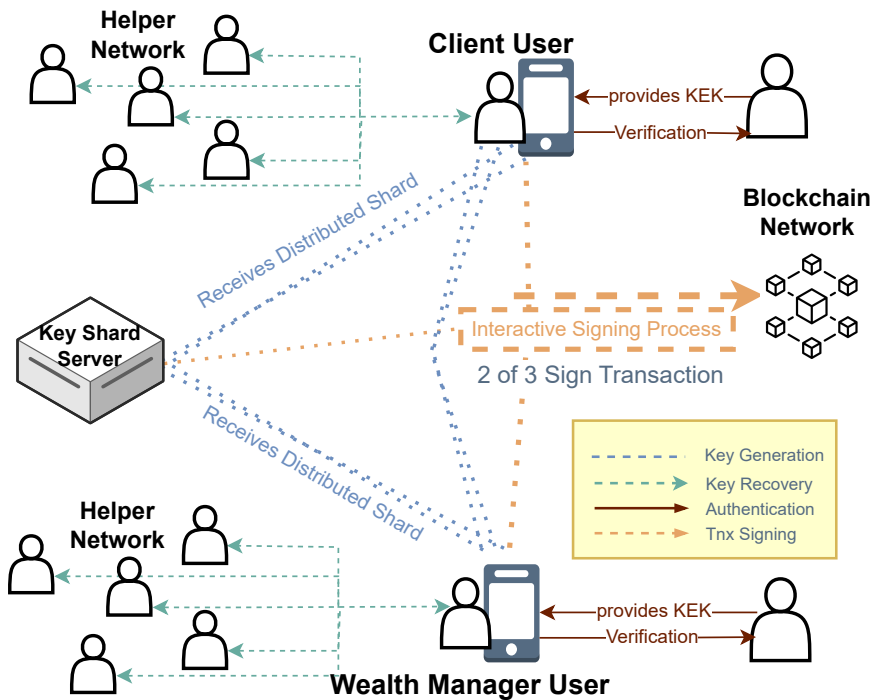 Helper
Network
Client User
provides KEK
Verification
Blockchain
Network
Receives Distributed Shard
Key Shard
Server
Interactive Signing Process
2 of 3 Sign Transaction
Receives Distributed Shard
Key Generation
Key Recovery
Authentication
Tnx Signing
Helper
Network
provides KEK
Verification
Wealth Manager User